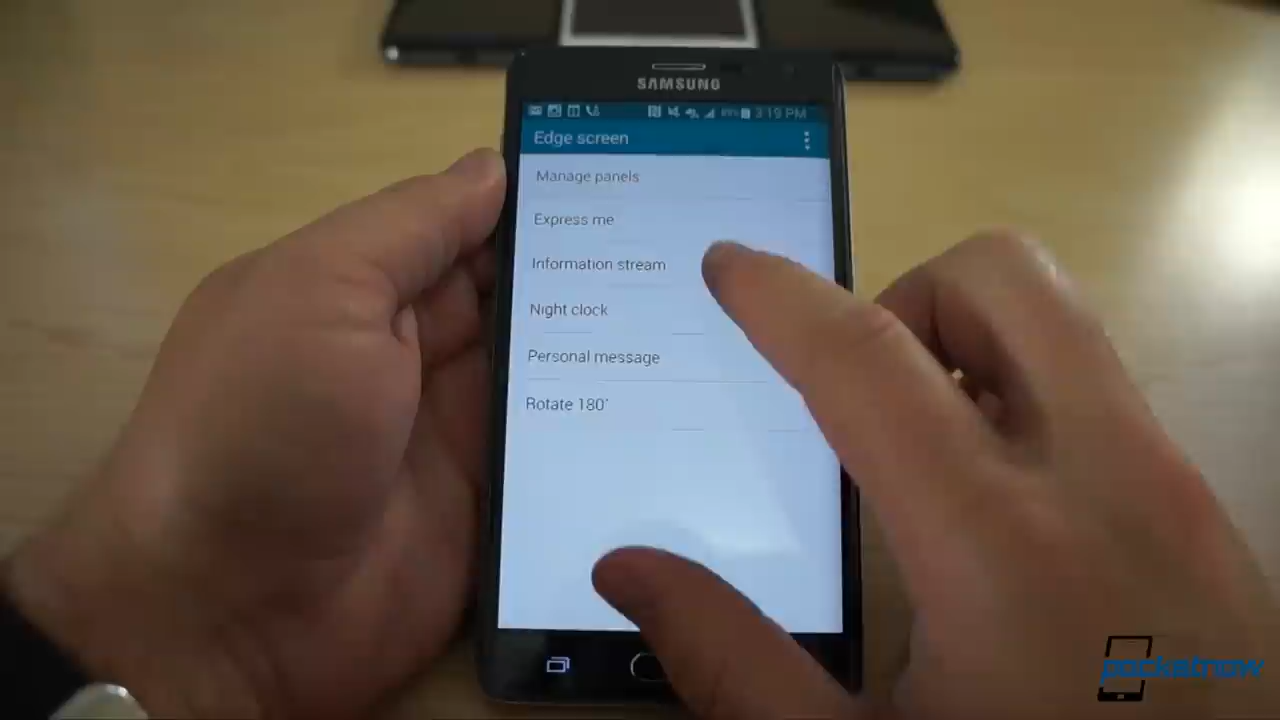 SAMSUNG
3:19 PM
Edge screen
Manage panels
Express me
Information stream
Night clock
Personal message
Rotate 180°
pocketnow